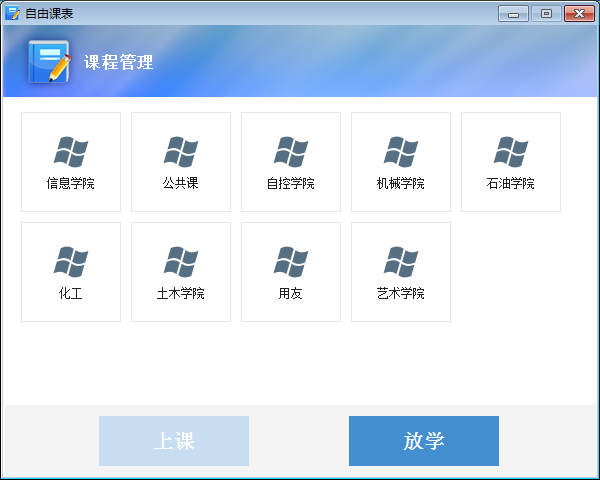 自由课表
课程管理
信息学院 公共课 自控学院 机械学院 石油学院
化工 土木学院 用友 艺术学院
上课 放学